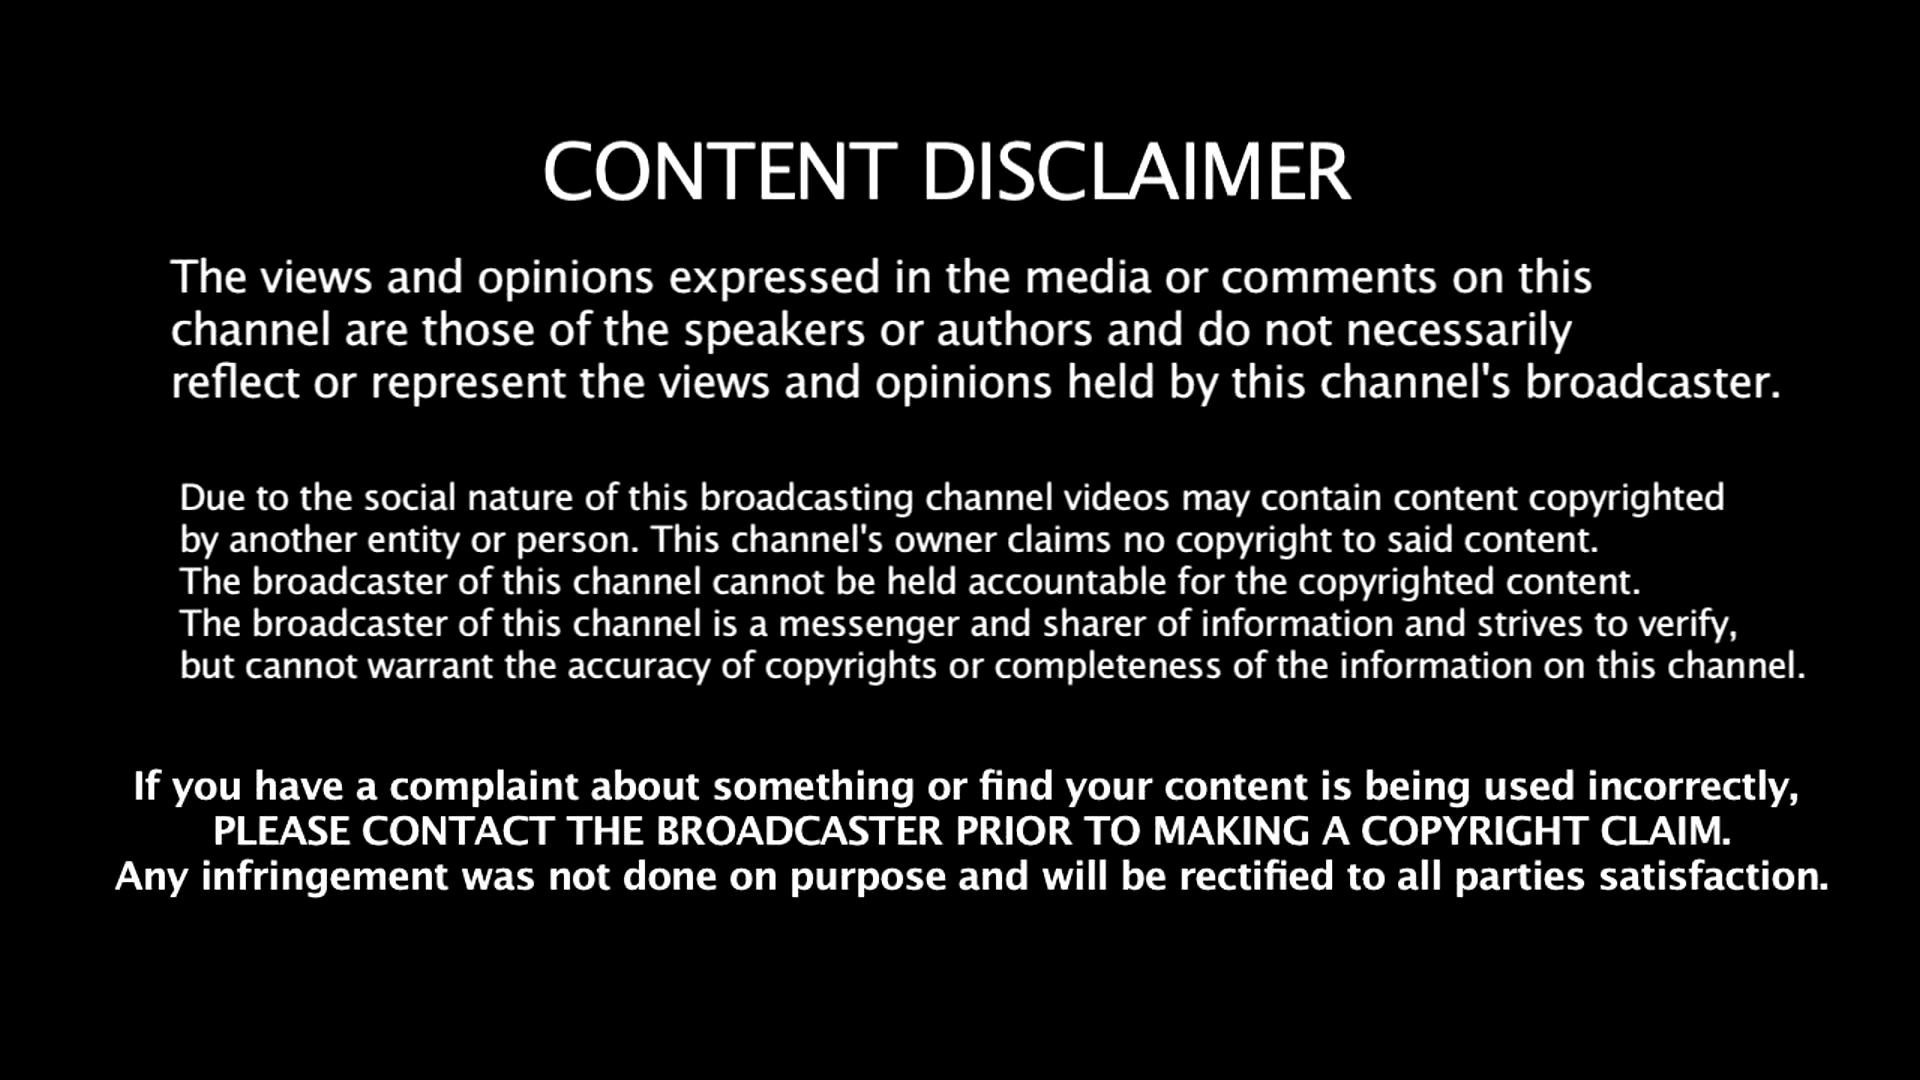 CONTENT DISCLAIMER
The views and opinions expressed in the media or comments on this
channel are those of the speakers or authors and do not necessarily
reflect or represent the views and opinions held by this channel's broadcaster.
Due to the social nature of this broadcasting channel videos may contain content copyrighted
by another entity or person. This channel's owner claims no copyright to said content.
The broadcaster of this channel cannot be held accountable for the copyrighted content.
The broadcaster of this channel is a messenger and sharer of information and strives to verify,
but cannot warrant the accuracy of copyrights or completeness of the information on this channel.
If you have a complaint about something or find your content is being used incorrectly,
PLEASE CONTACT THE BROADCASTER PRIOR TO MAKING A COPYRIGHT CLAIM.
Any infringement was not done on purpose and will be rectified to all parties satisfaction.